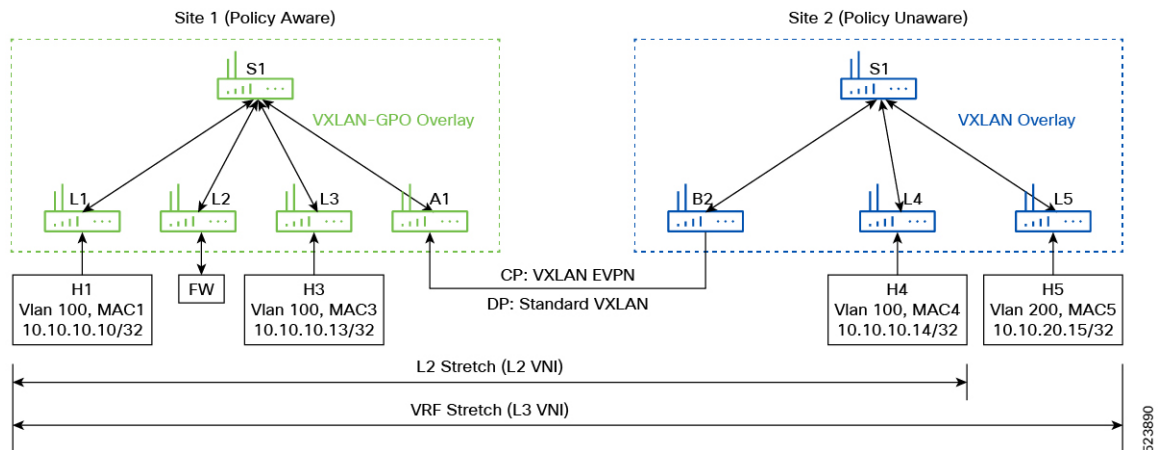 Site 1 (Policy Aware)
Site 2 (Policy Unaware)
S1
VXLAN-GPO Overlay
L1
L2
L3
A1
S1
VXLAN Overlay
B2
L4
L5
H1
Vlan 100, MAC1
10.10.10.10/32
FW
H3
Vlan 100, MAC3
10.10.10.13/32
CP: VXLAN EVPN
DP: Standard VXLAN
H4
Vlan 100, MAC4
10.10.10.14/32
H5
Vlan 200, MAC5
10.10.20.15/32
L2 Stretch (L2 VNI)
VRF Stretch (L3 VNI)
523890